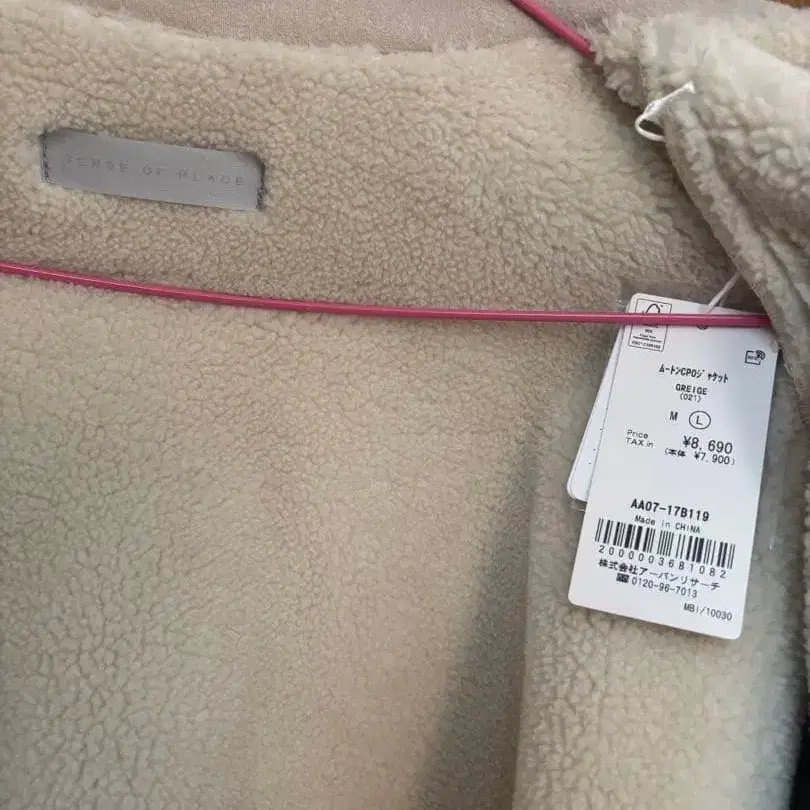 SENSE OF PLACE
ムートンCPOジャケット
GREIGE
(021)
M L
Price
TAX in
¥8,690
(本体 ¥7,900)
AA07-17B119
Made in CHINA
2000003681082
株式会社アーバンリサーチ
0120-96-7013
MBI/10030